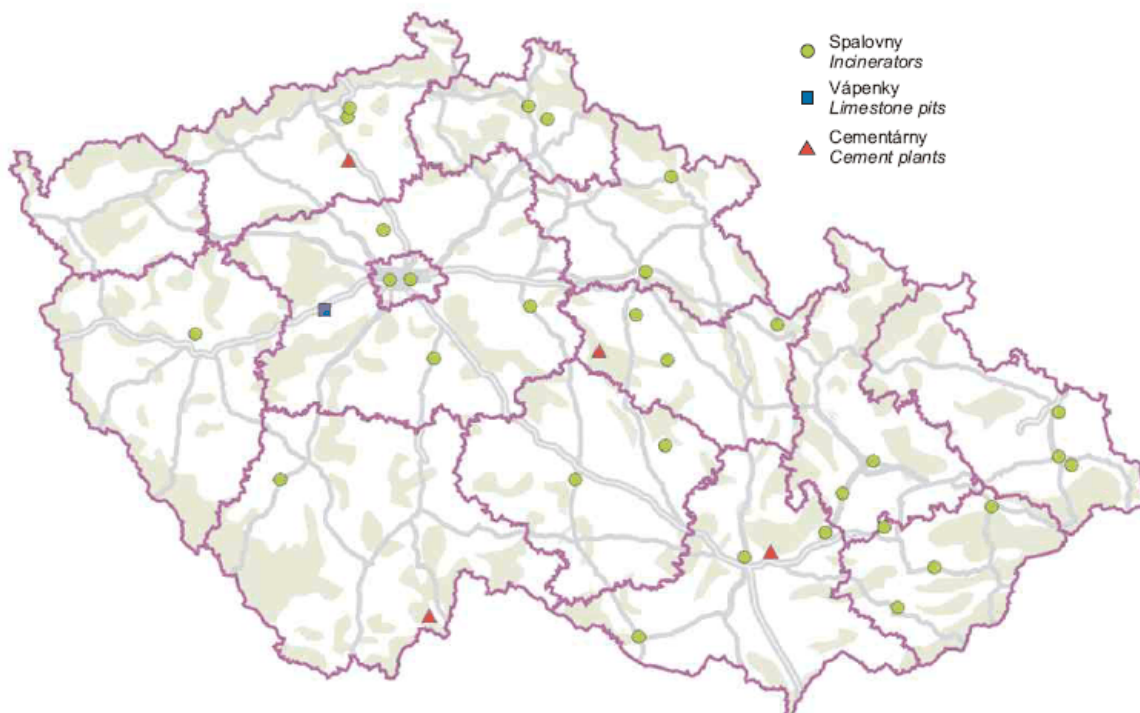 Spalovny
Incinerators
Vápenky
Limestone pits
Cementárny
Cement plants